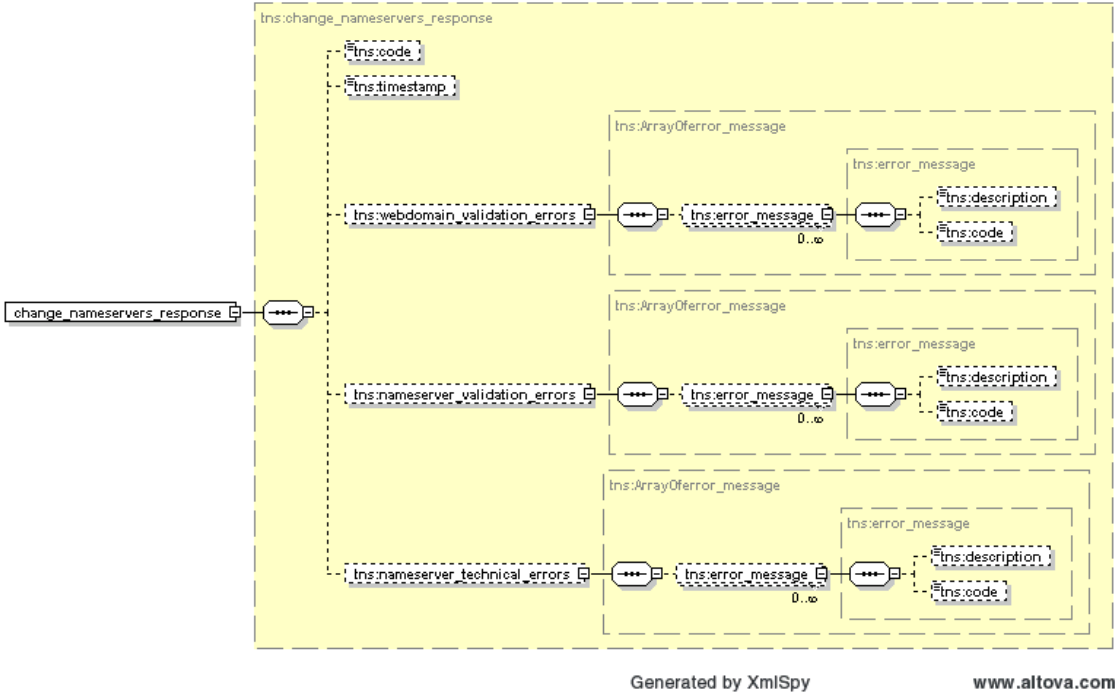 tns:change_nameservers_response
tns:code
tns:timestamp
tns:ArrayOferror_message
tns:error_message
tns:description
tns:webdomain_validation_errors
tns:error_message
tns:code
0..∞
change_nameservers_response
tns:ArrayOferror_message
tns:error_message
tns:description
tns:nameserver_validation_errors
tns:error_message
tns:code
0..∞
tns:ArrayOferror_message
tns:error_message
tns:description
tns:nameserver_technical_errors
tns:error_message
tns:code
0..∞
Generated by XmlSpy
www.altova.com